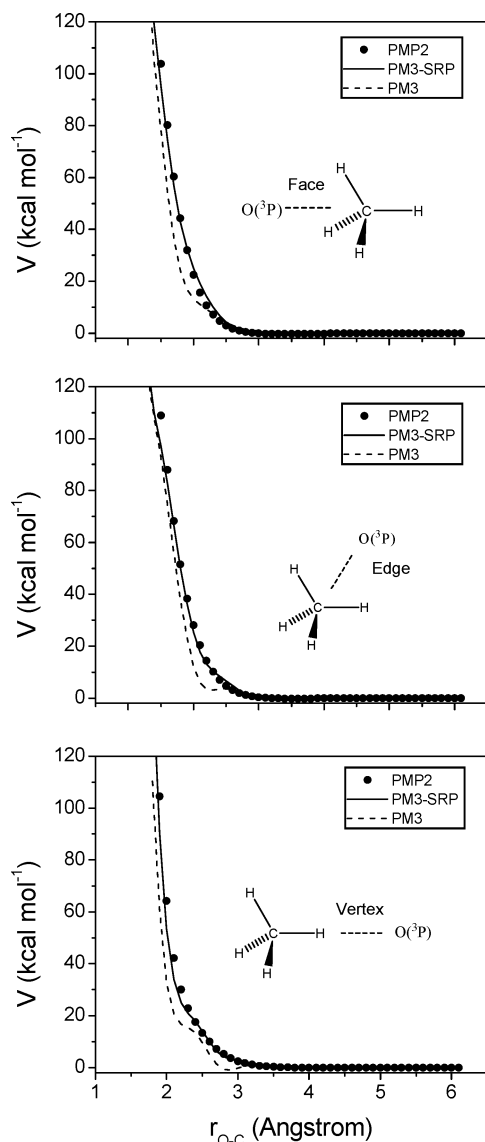 120
100
80
60
40
20
0
V (kcal mol⁻¹)
PMP2
PM3-SRP
PM3
Face
O(³P)
H
C
H
H
H
120
100
80
60
40
20
0
V (kcal mol⁻¹)
PMP2
PM3-SRP
PM3
O(³P)
Edge
H
C
H
H
H
120
100
80
60
40
20
0
V (kcal mol⁻¹)
PMP2
PM3-SRP
PM3
Vertex
H
C
H
O(³P)
H
H
1 2 3 4 5 6
r O-C (Angstrom)